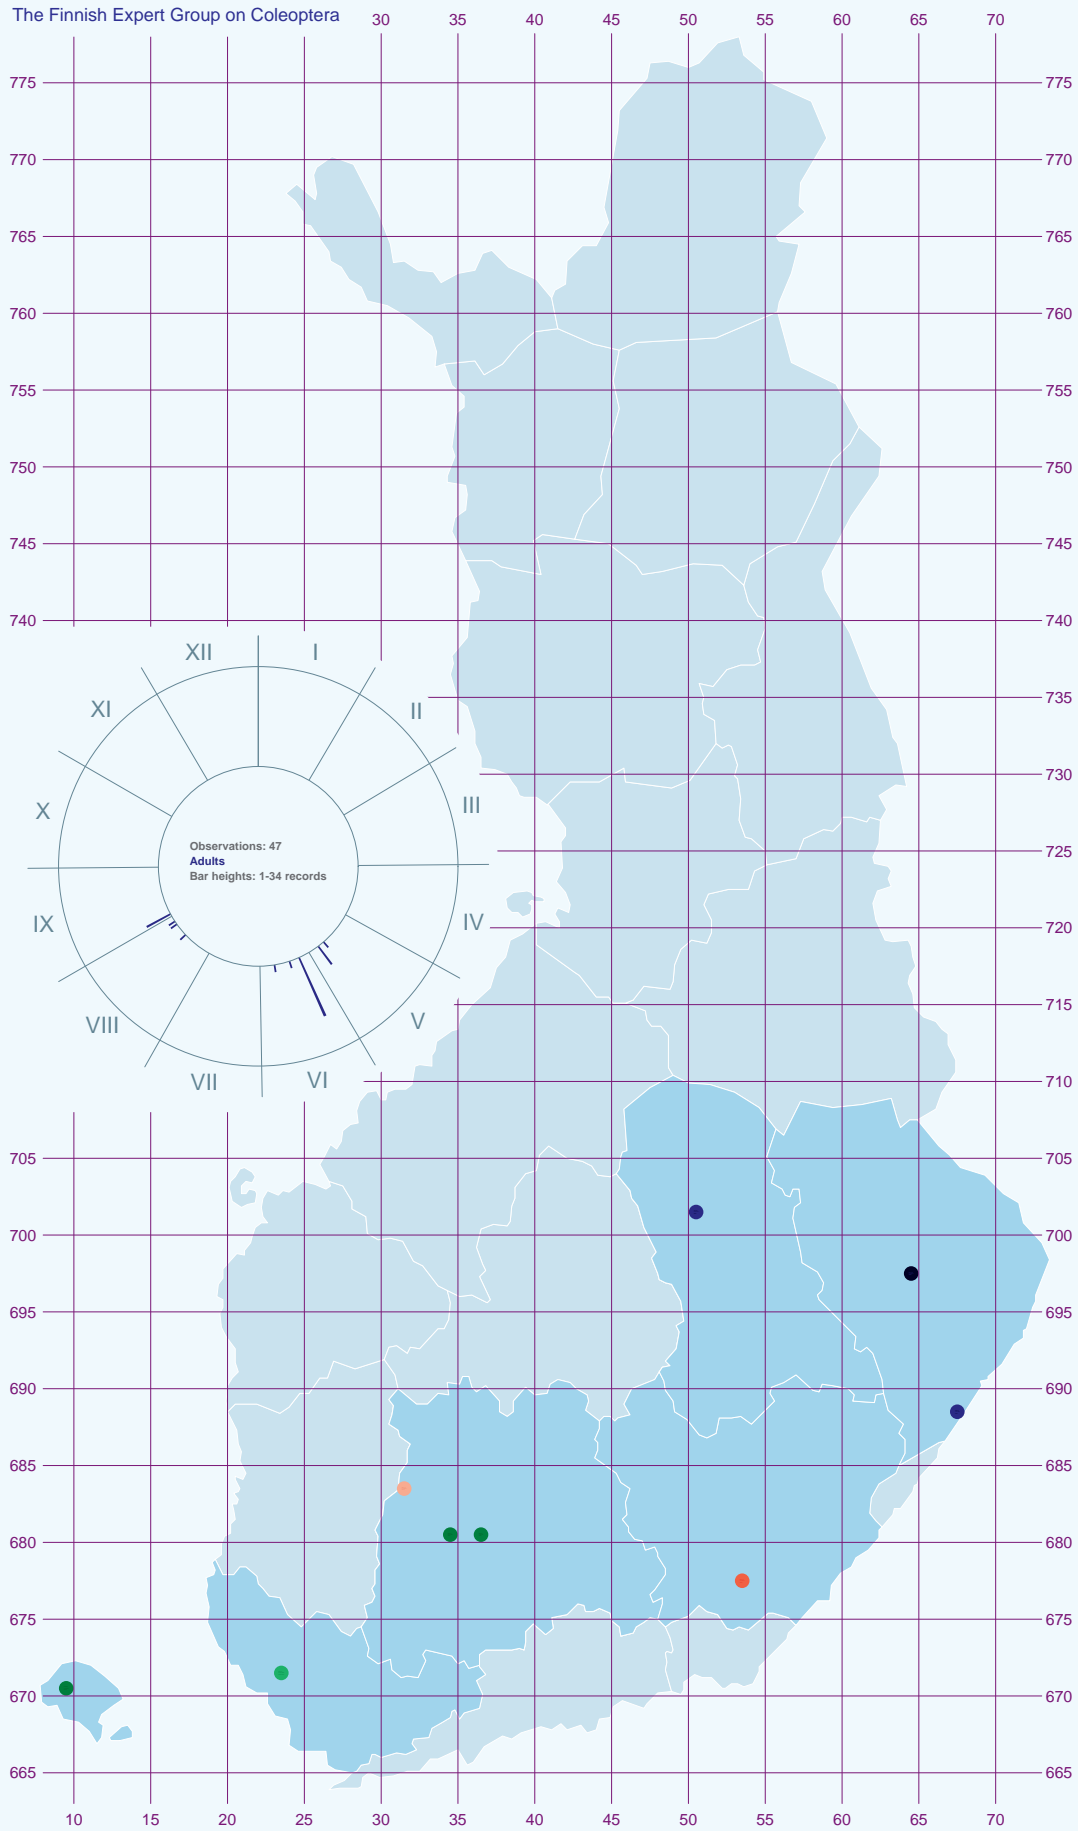 The Finnish Expert Group on Coleoptera
30 35 40 45 50 55 60 65 70
775 775
770 770
765 765
760 760
755 755
750 750
745 745
740 740
XII I
XI II
735
730
X III
725
Observations: 47
Adults
Bar heights: 1-34 records
IX IV
720
715
VIII V
VII VI
710
705 705
700 700
695 695
690 690
685 685
680 680
675 675
670 670
665 665
10 15 20 25 30 35 40 45 50 55 60 65 70